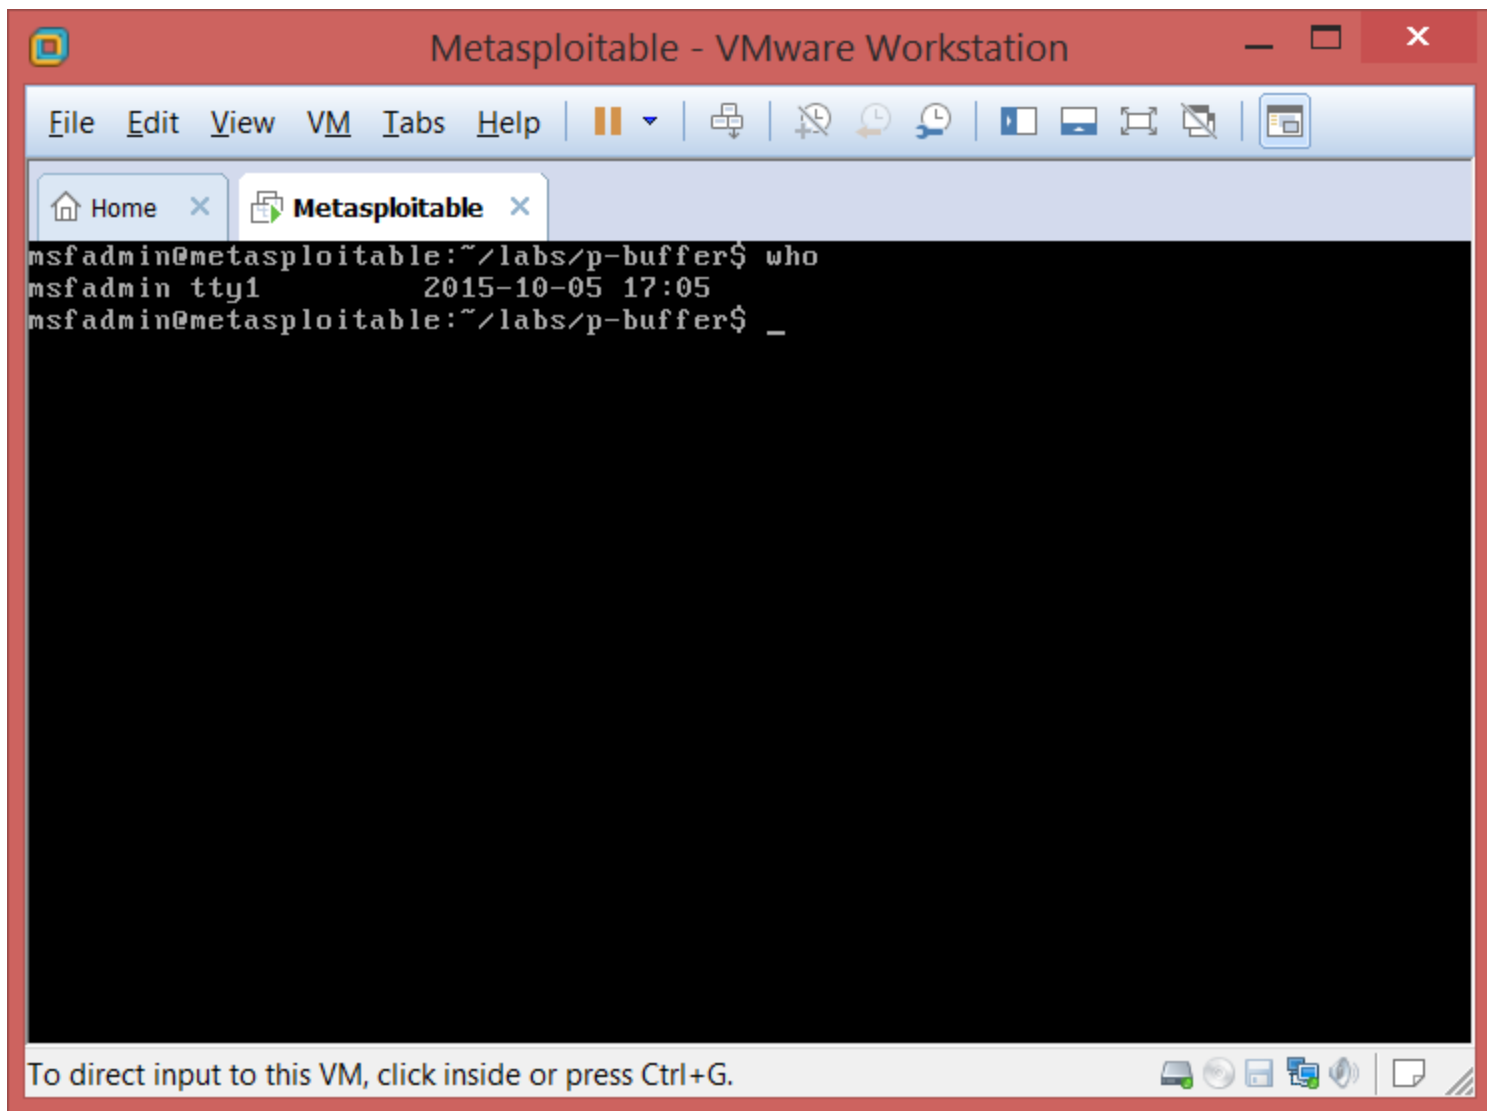 Metasploitable - VMware Workstation
File Edit View VM Tabs Help
Home Metasploitable
msfadmin@metasploitable:~/labs/p-buffer$ who
msfadmin tty1         2015-10-05 17:05
msfadmin@metasploitable:~/labs/p-buffer$ _
To direct input to this VM, click inside or press Ctrl+G.